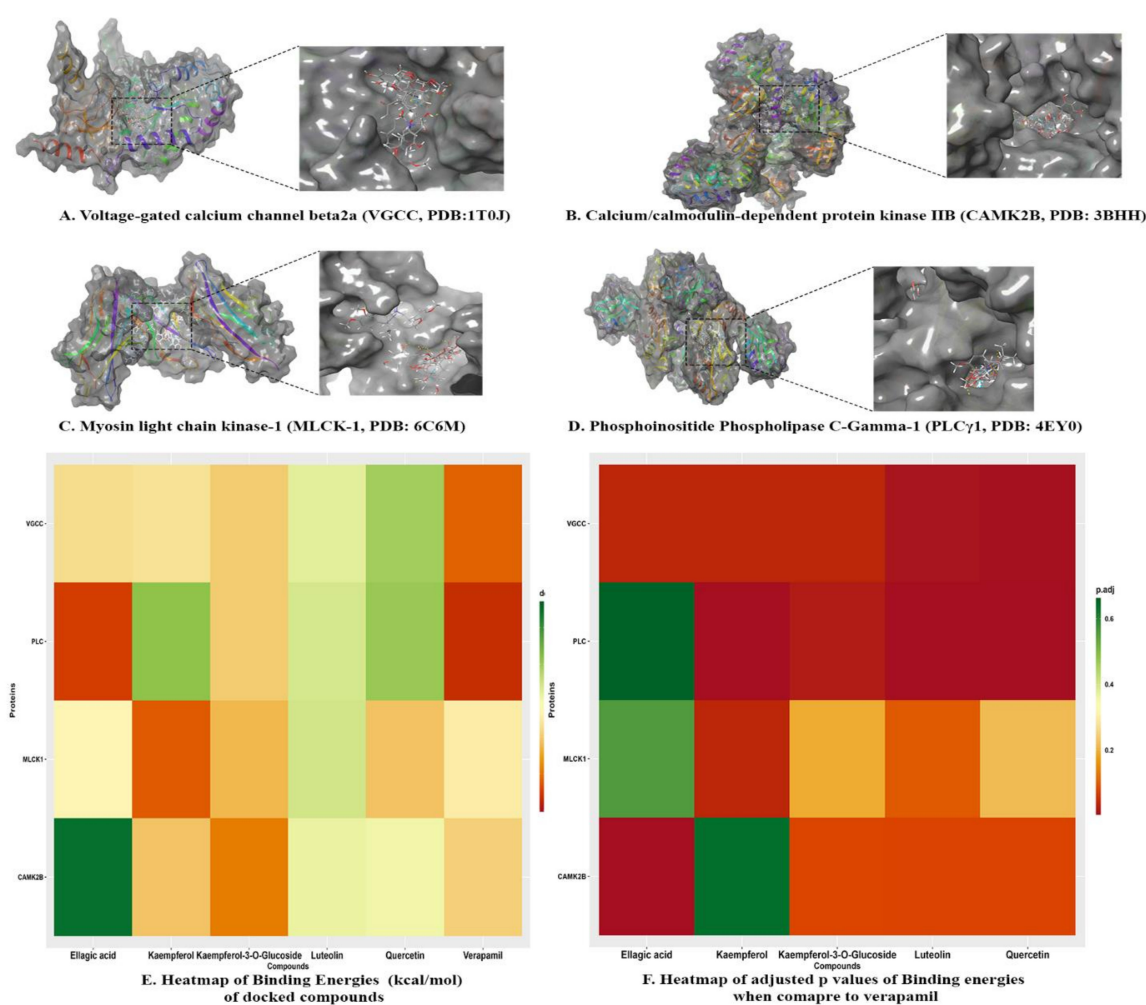 A. Voltage-gated calcium channel beta2a (VGCC, PDB:1T0J)
B. Calcium/calmodulin-dependent protein kinase IIB (CAMK2B, PDB: 3BHH)
C. Myosin light chain kinase-1 (MLCK-1, PDB: 6C6M)
D. Phosphoinositide Phospholipase C-Gamma-1 (PLCγ1, PDB: 4EY0)
Proteins
VGCC
PLC
MLCK1
CAMK2B
d
Ellagic acid Kaempferol Kaempferol-3-O-Glucoside Luteolin Quercetin Verapamil
Compounds
E. Heatmap of Binding Energies (kcal/mol)
of docked compounds
Proteins
VGCC
PLC
MLCK1
CAMK2B
p.adj
0.6
0.4
0.2
Ellagic acid Kaempferol Kaempferol-3-O-Glucoside Luteolin Quercetin
Compounds
F. Heatmap of adjusted p values of Binding energies
when comapre to verapamil